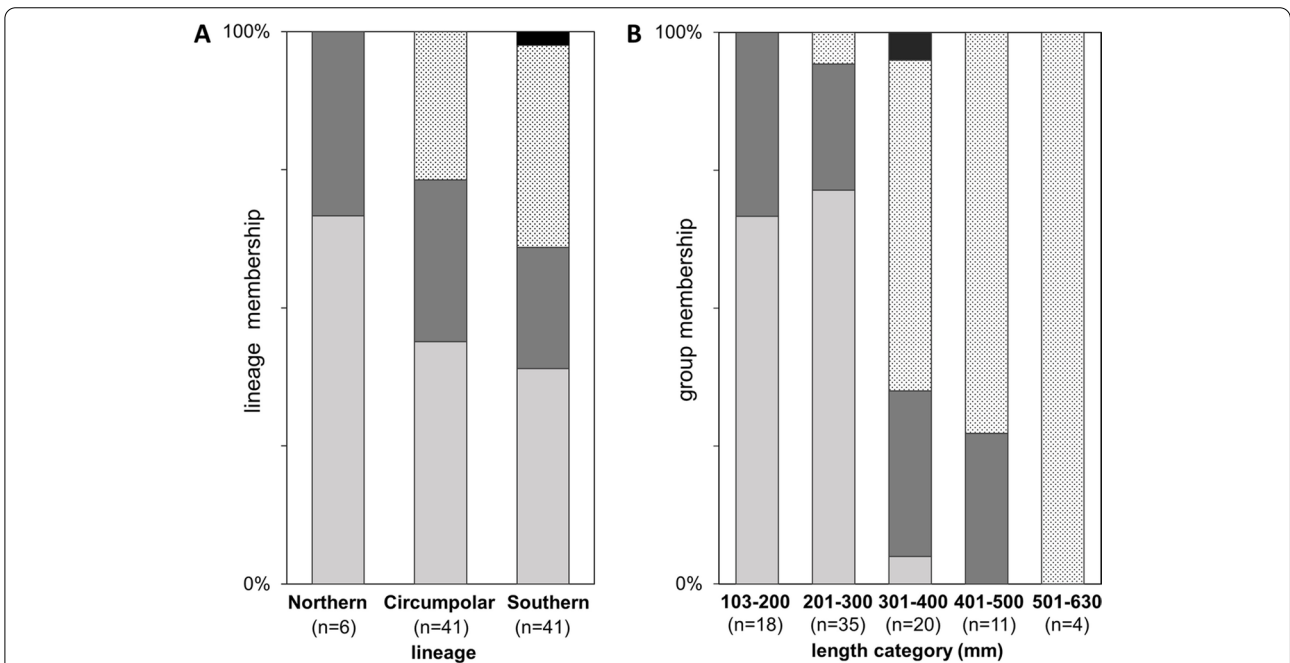 A
100%
lineage membership
0%
Northern Circumpolar Southern
(n=6) (n=41) (n=41)
lineage
B
100%
group membership
0%
103-200 201-300 301-400 401-500 501-630
(n=18) (n=35) (n=20) (n=11) (n=4)
length category (mm)